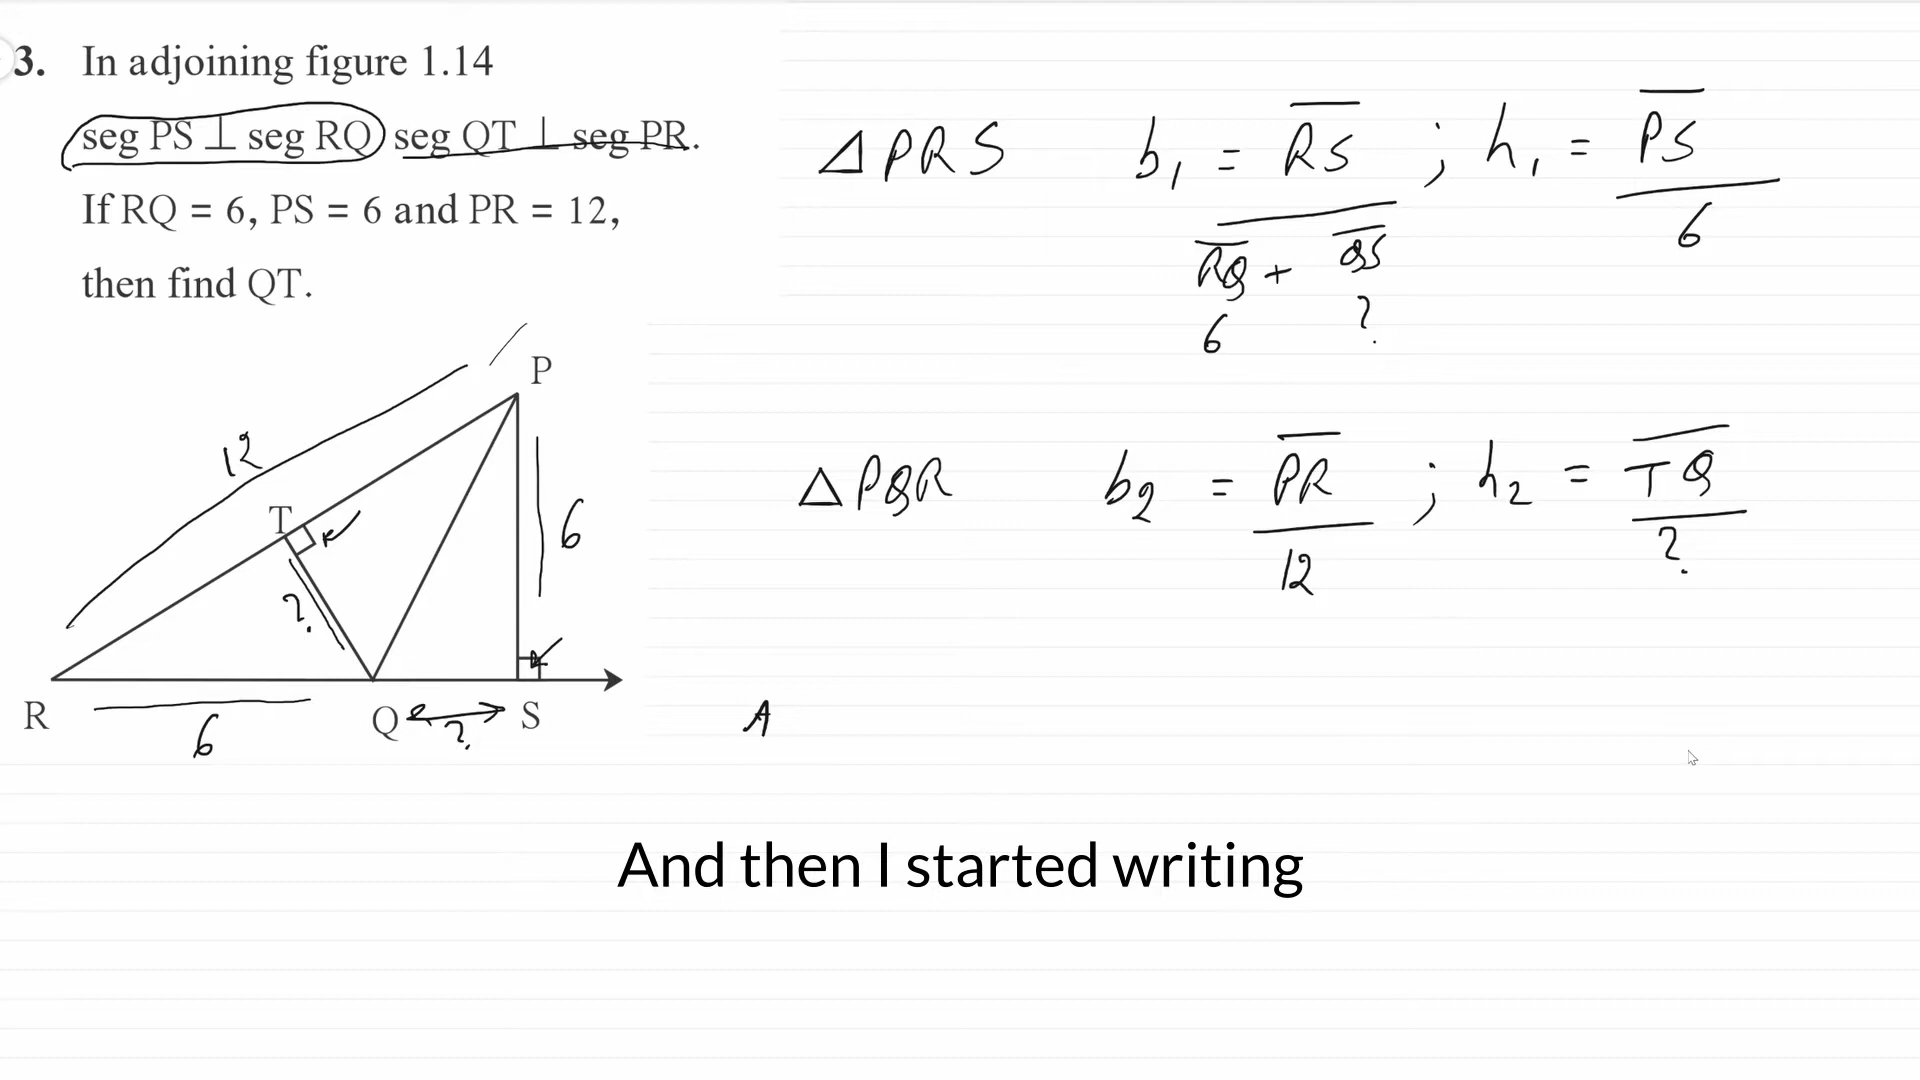 3. In adjoining figure 1.14
seg PS ⊥ seg RQ seg QT ⊥ seg PR.
If RQ = 6, PS = 6 and PR = 12,
then find QT.
P
12
T
6
?
R
Q
?
S
6
△PRS b₁ = RS ; h₁ = PS
6
RQ + QS
6 ?
△PQR b₂ = PR ; h₂ = TQ
12 ?
A
And then I started writing